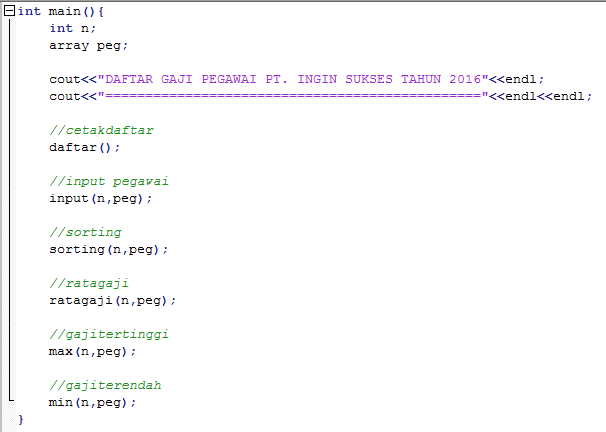 int main(){
int n;
array peg;
cout<<"DAFTAR GAJI PEGAWAI PT. INGIN SUKSES TAHUN 2016"<<endl;
cout<<"==============================================="<<endl<<endl;
//cetakdaftar
daftar();
//input pegawai
input(n,peg);
//sorting
sorting(n,peg);
//ratagaji
ratagaji(n,peg);
//gajitertinggi
max(n,peg);
//gajiterendah
min(n,peg);
}